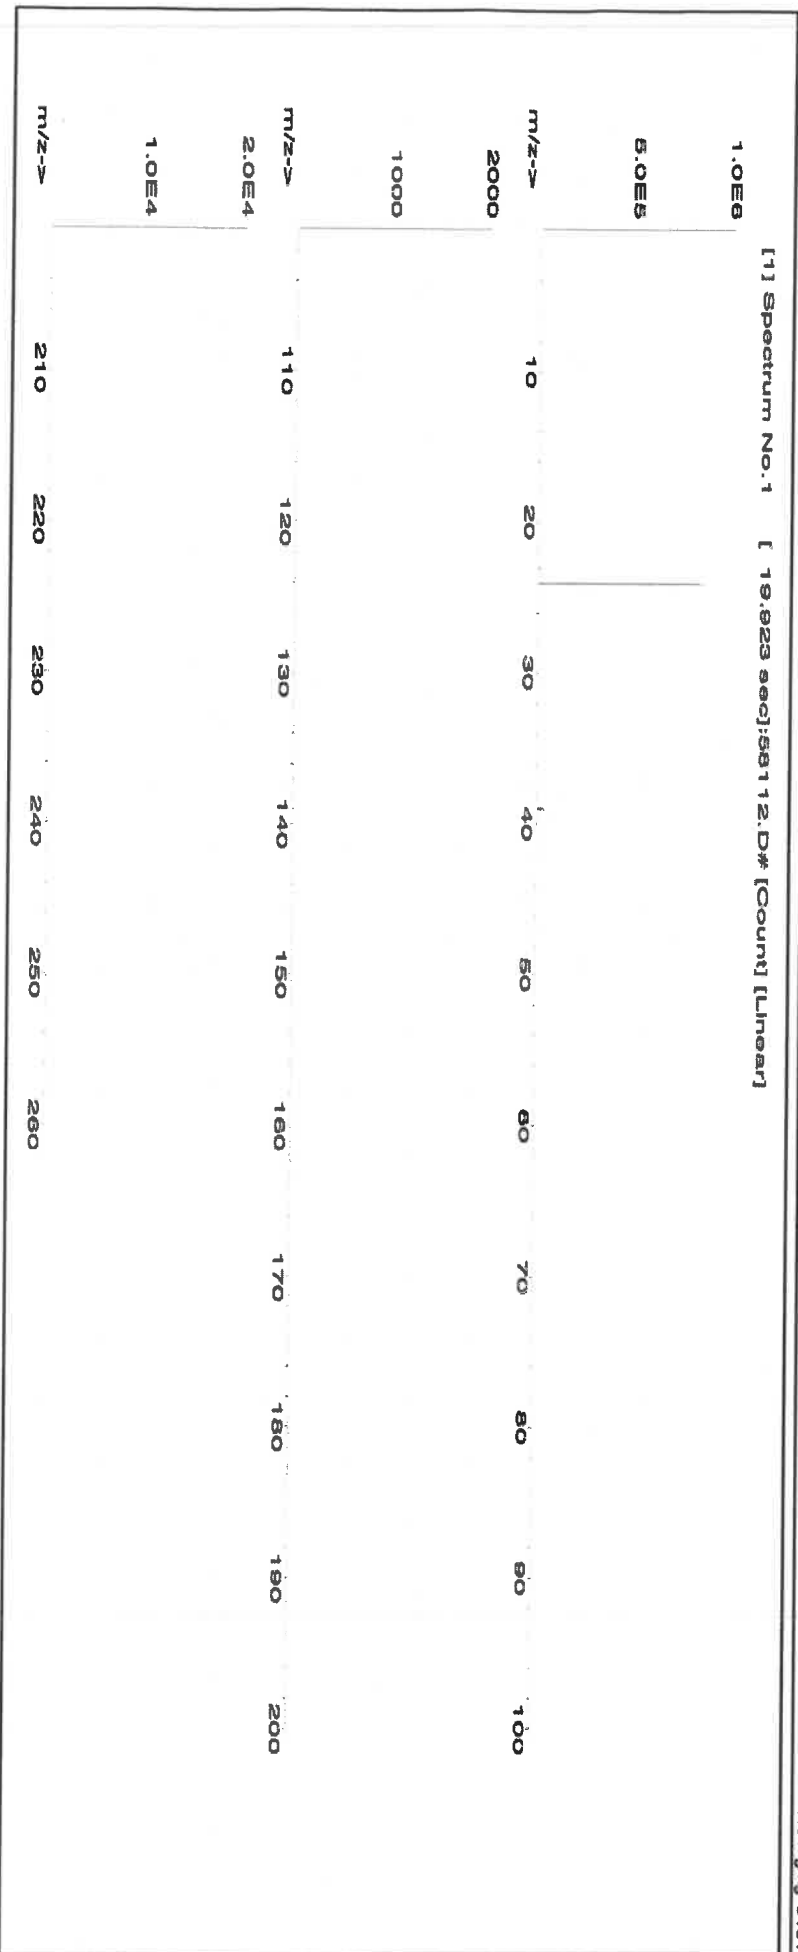 [1] Spectrum No.1 [ 19.923 sec]:58112.D# [Count] [Linear]
1.0E6
5.0E5
m/z-> 10 20 30 40 50 60 70 80 90 100
2000
1000
m/z-> 110 120 130 140 150 160 170 180 190 200
2.0E4
1.0E4
m/z-> 210 220 230 240 250 260